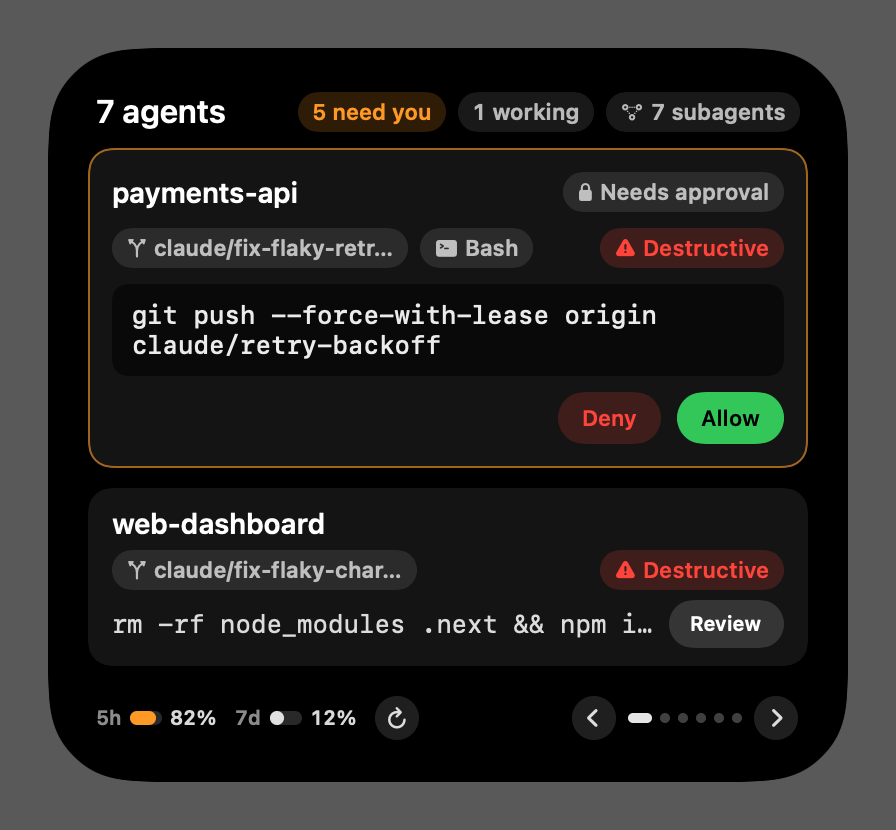 7 agents
5 need you
1 working
7 subagents
payments-api
Needs approval
claude/fix-flaky-retr...
Bash
Destructive
git push --force-with-lease origin
claude/retry-backoff
Deny
Allow
web-dashboard
claude/fix-flaky-char...
Destructive
rm -rf node_modules .next && npm i…
Review
5h 82% 7d 12%